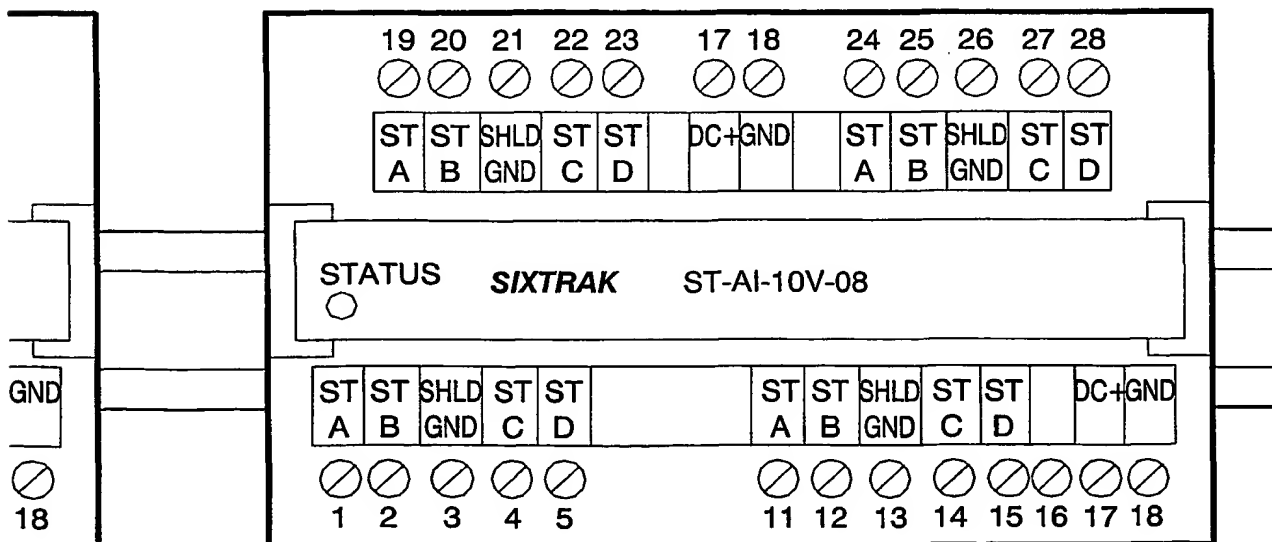 19 20 21 22 23 17 18 24 25 26 27 28
ST ST SHLD ST ST DC+ GND ST ST SHLD ST ST
A B GND C D A B GND C D
STATUS SIXTRAK ST-AI-10V-08
GND ST ST SHLD ST ST ST ST SHLD ST ST DC+ GND
A B GND C D A B GND C D
18 1 2 3 4 5 11 12 13 14 15 16 17 18